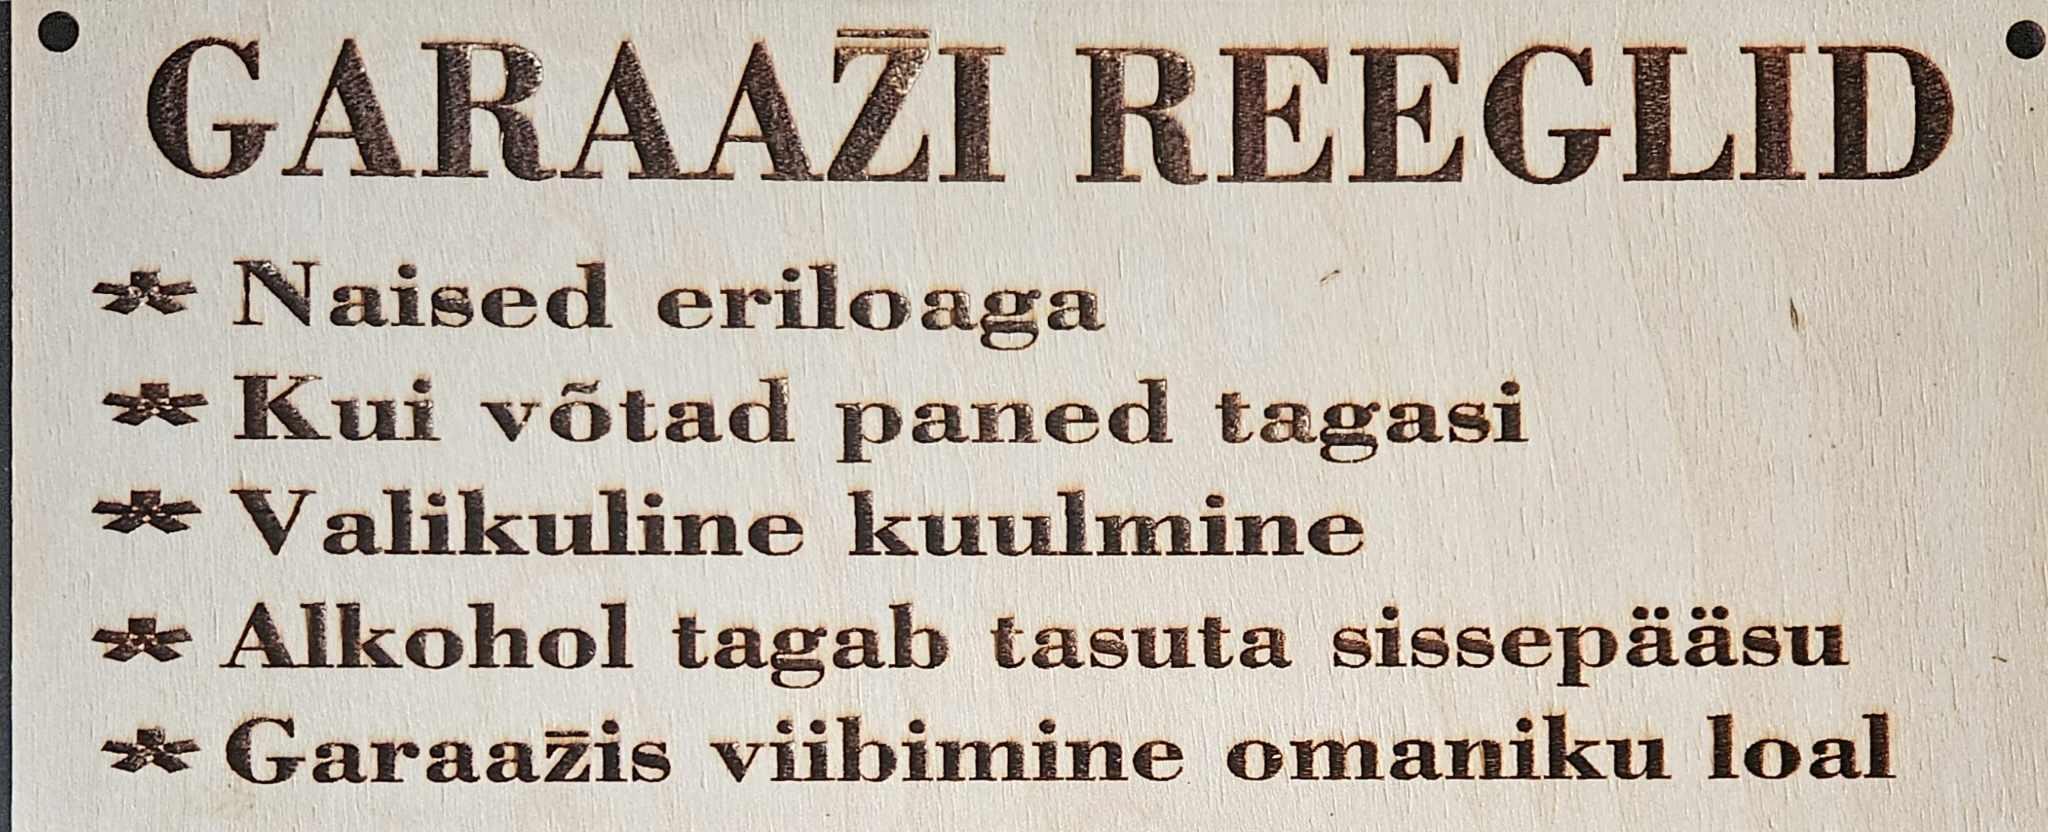 GARAAŽI REEGLID
* Naised eriloaga
* Kui võtad paned tagasi
* Valikuline kuulmine
* Alkohol tagab tasuta sissepääsu
* Garaažis viibimine omaniku loal